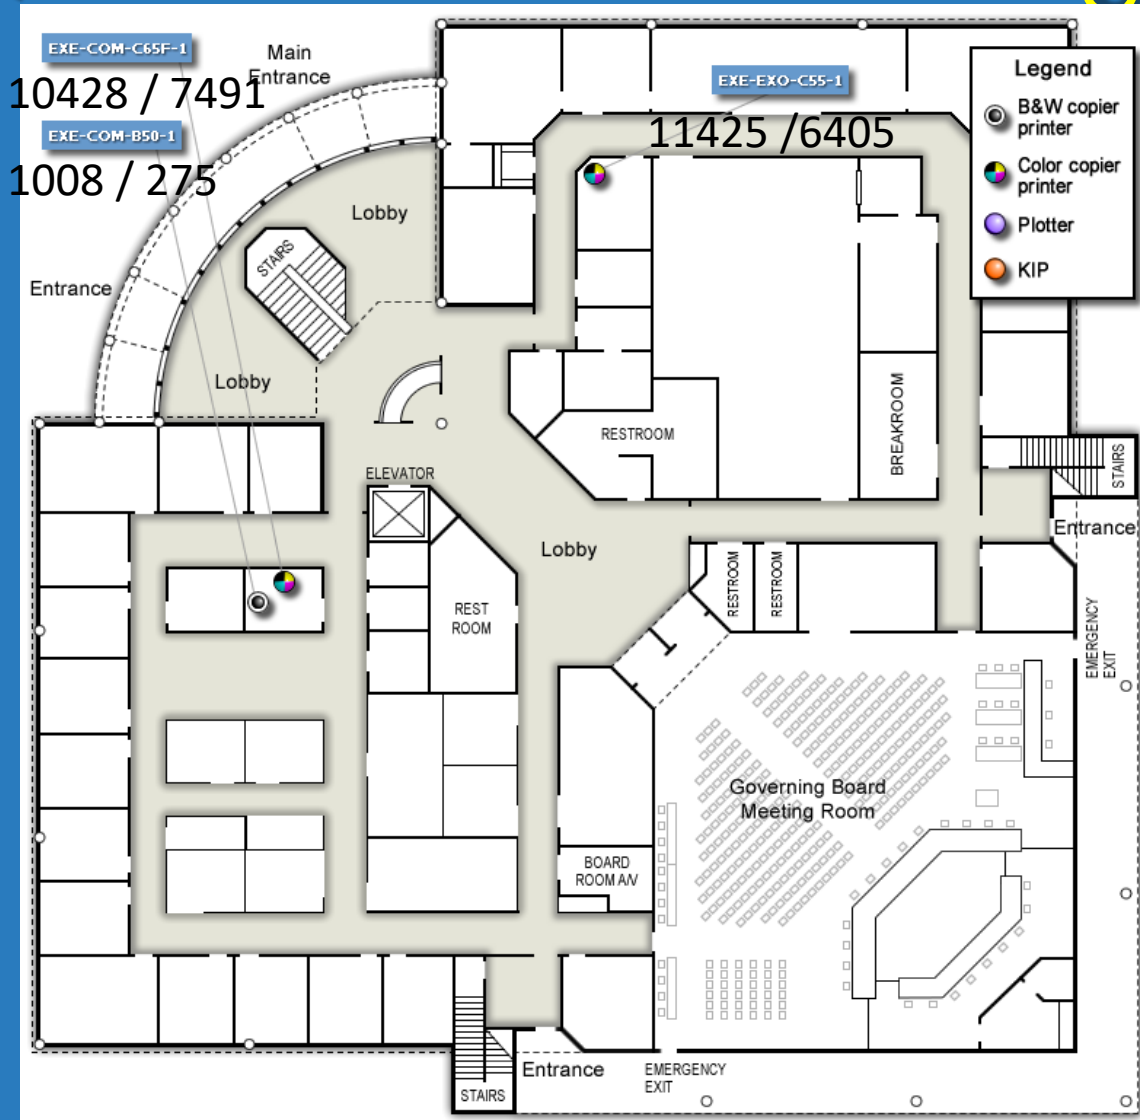 EXE-COM-C65F-1
Main
Entrance
10428 / 7491
EXE-COM-B50-1
1008 / 275
EXE-EXO-C55-1
11425 /6405
Legend
B&W copier
printer
Color copier
printer
Plotter
KIP
Lobby
STAIRS
Entrance
Lobby
RESTROOM
BREAKROOM
STAIRS
ELEVATOR
Entrance
Lobby
REST
ROOM
RESTROOM
RESTROOM
EMERGENCY
EXIT
Governing Board
Meeting Room
BOARD
ROOM A/V
Entrance
EMERGENCY
EXIT
STAIRS